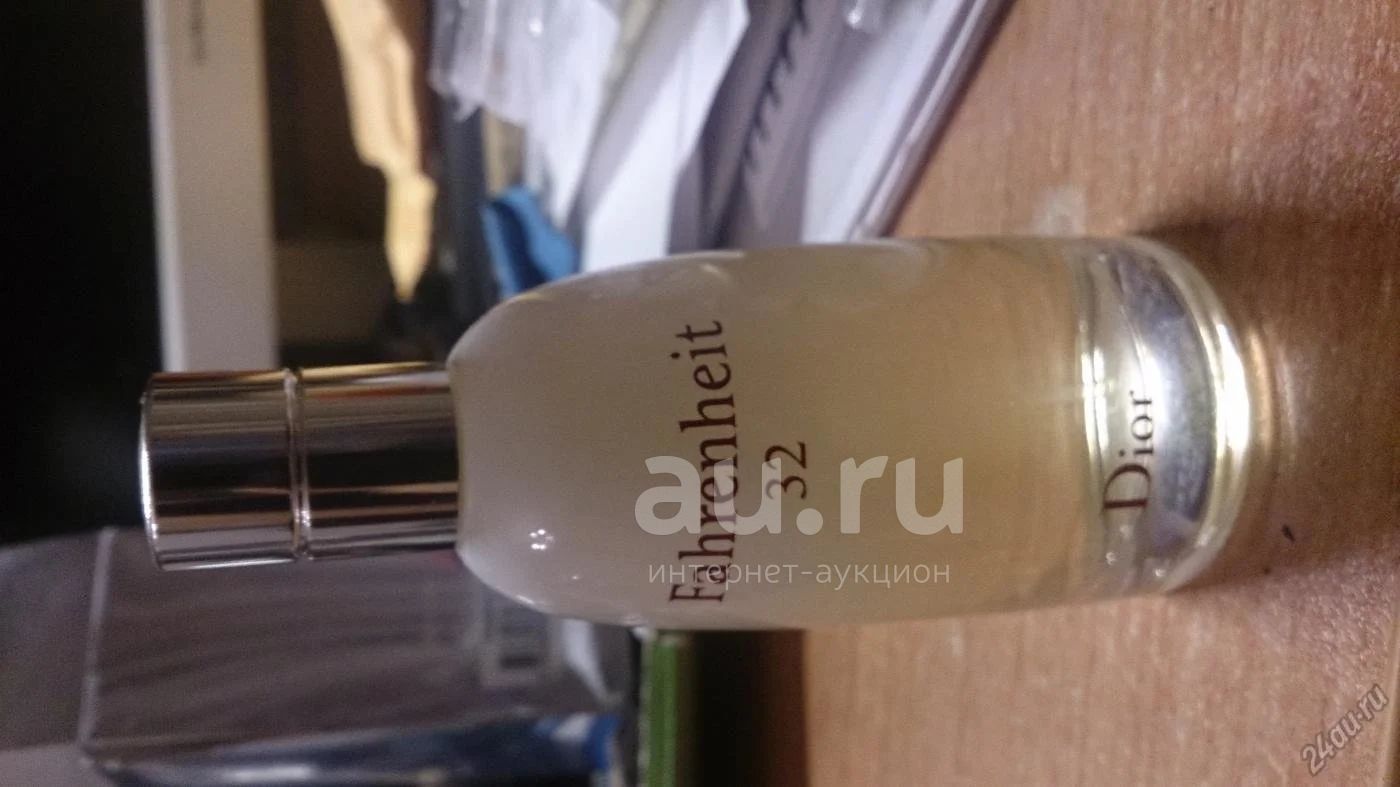 Fahrenheit
32
Dior
au.ru
интернет-аукцион
24au.ru